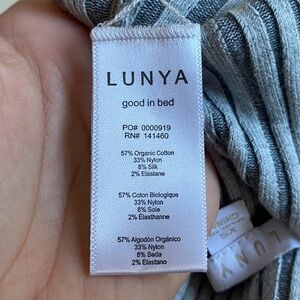 LUNYA
good in bed
PO# 0000919
RN# 141460
57% Organic Cotton
33% Nylon
8% Silk
2% Elastane
57% Coton Biologique
33% Nylon
8% Soie
2% Élasthanne
57% Algodón Orgánico
33% Nylon
8% Seda
2% Elastano